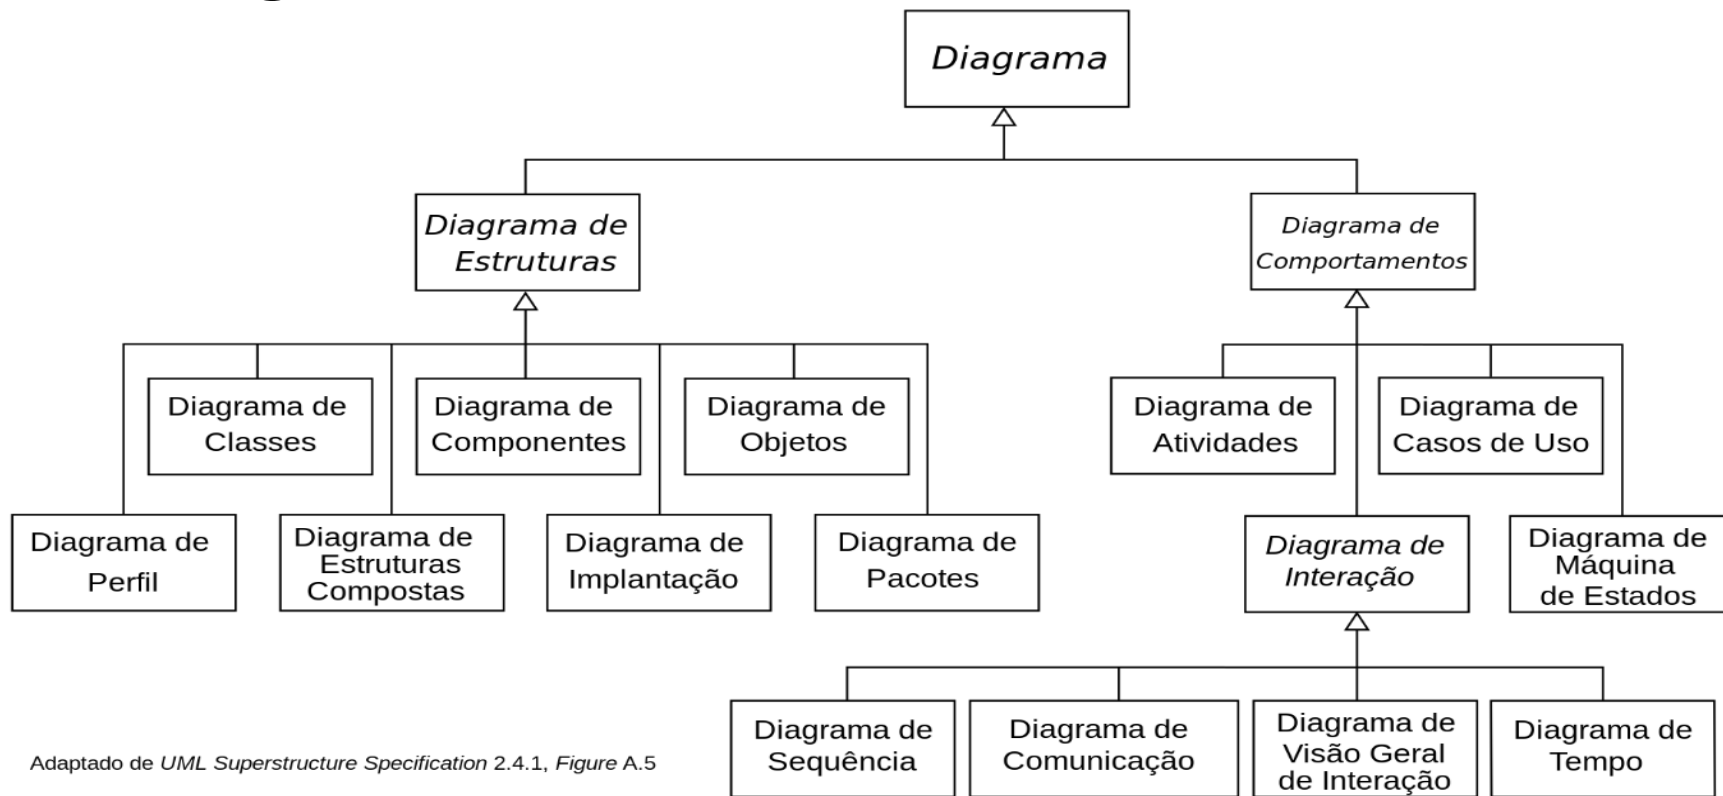 Diagrama
Diagrama de
Estruturas
Diagrama de
Comportamentos
Diagrama de
Classes
Diagrama de
Componentes
Diagrama de
Objetos
Diagrama de
Atividades
Diagrama de
Casos de Uso
Diagrama de
Perfil
Diagrama de
Estruturas
Compostas
Diagrama de
Implantação
Diagrama de
Pacotes
Diagrama de
Interação
Diagrama de
Máquina
de Estados
Diagrama de
Sequência
Diagrama de
Comunicação
Diagrama de
Visão Geral
de Interação
Diagrama de
Tempo
Adaptado de UML Superstructure Specification 2.4.1, Figure A.5